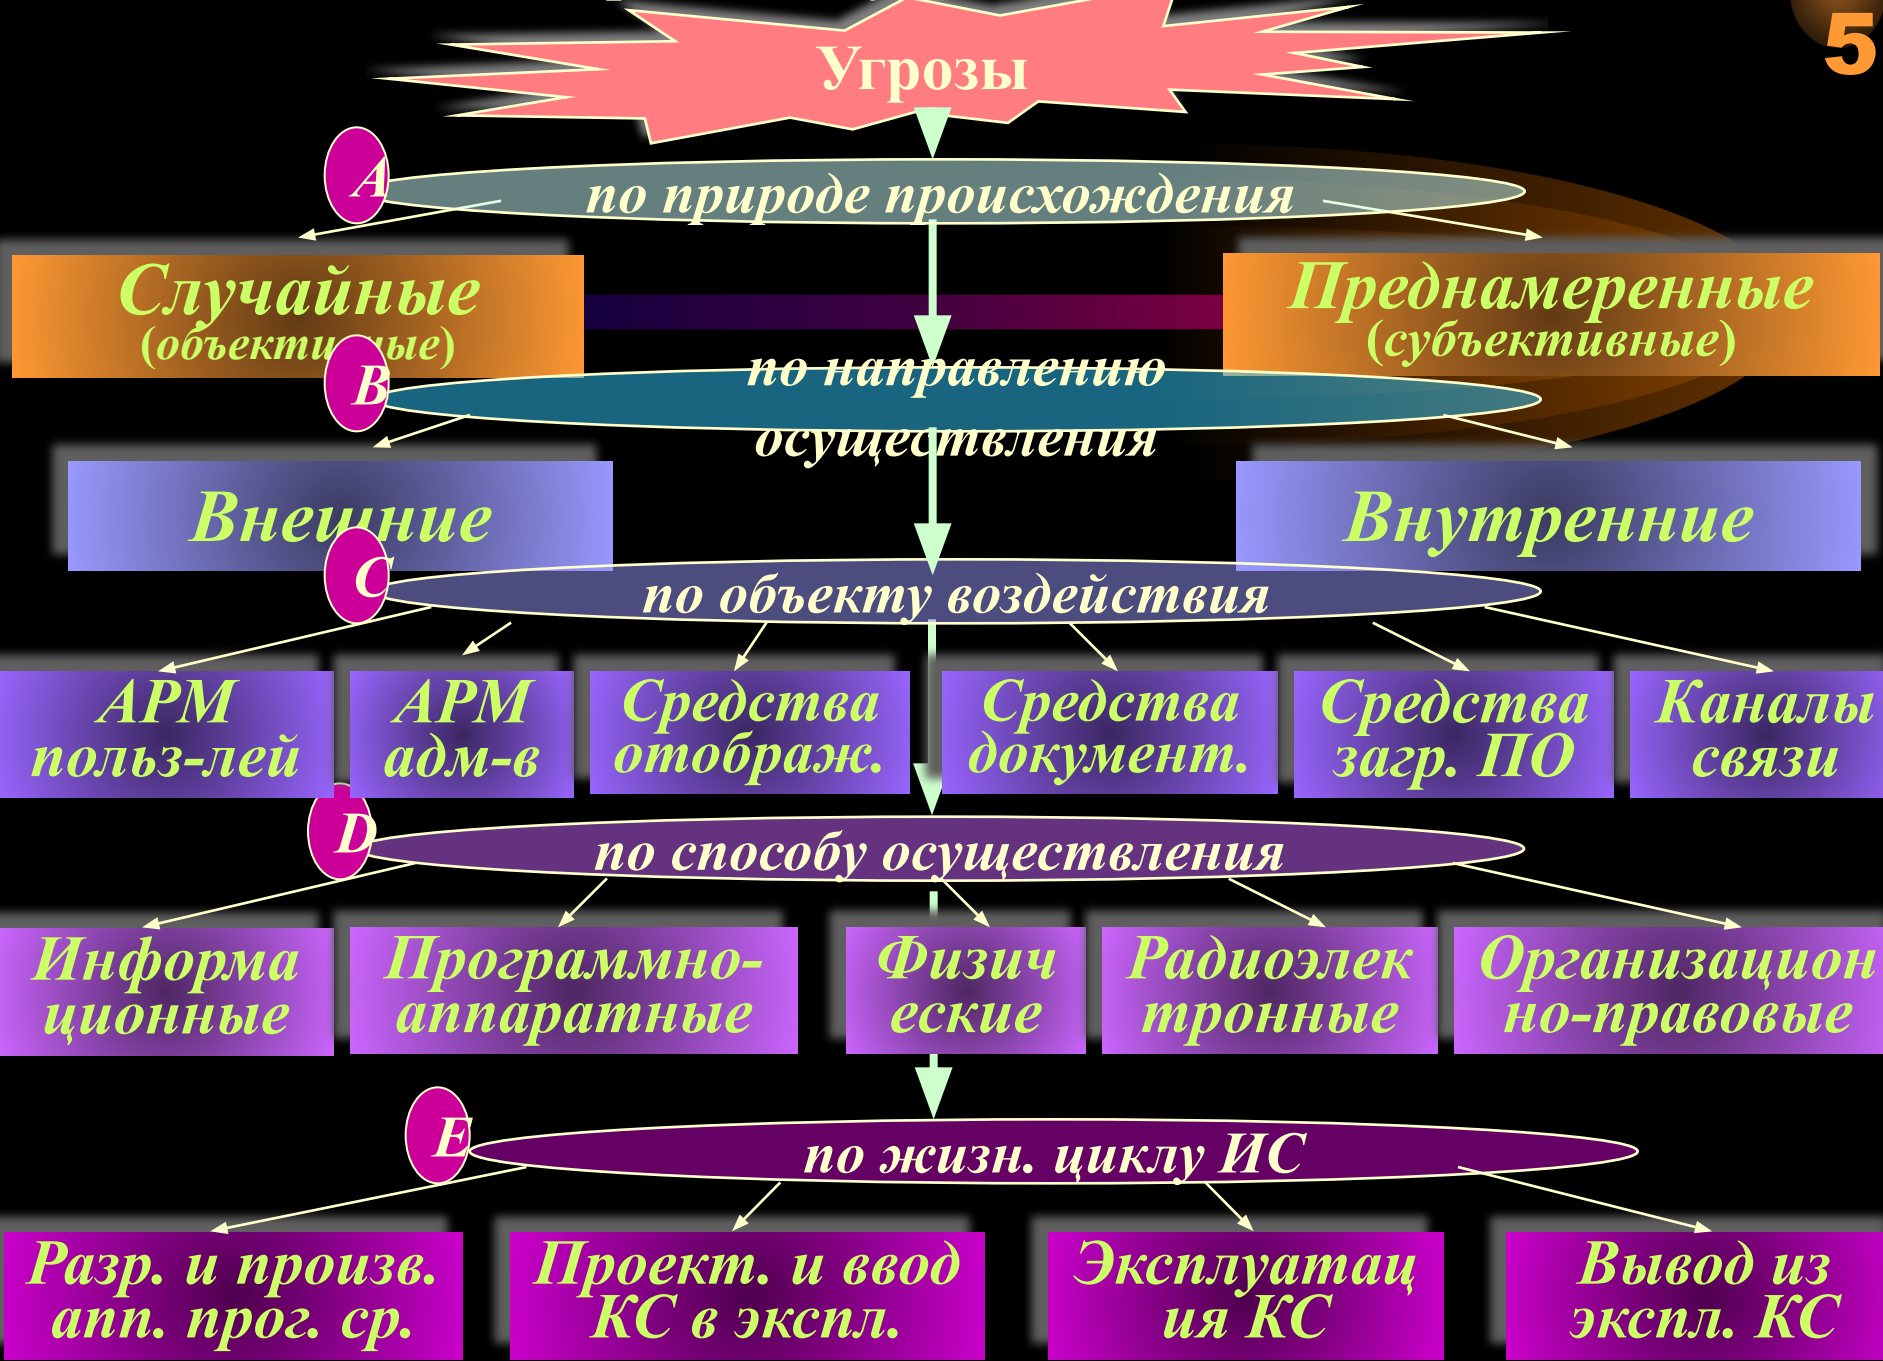 5
Угрозы
A
по природе происхождения
Случайные
(объективные)
Преднамеренные
(субъективные)
B
по направлению
осуществления
Внешние
Внутренние
C
по объекту воздействия
АРМ
польз-лей
АРМ
адм-в
Средства
отображ.
Средства
документ.
Средства
загр. ПО
Каналы
связи
D
по способу осуществления
Информа
ционные
Программно-
аппаратные
Физич
еские
Радиоэлек
тронные
Организацион
но-правовые
E
по жизн. циклу ИС
Разр. и произв.
апп. прог. ср.
Проект. и ввод
КС в экспл.
Эксплуатац
ия КС
Вывод из
экспл. КС